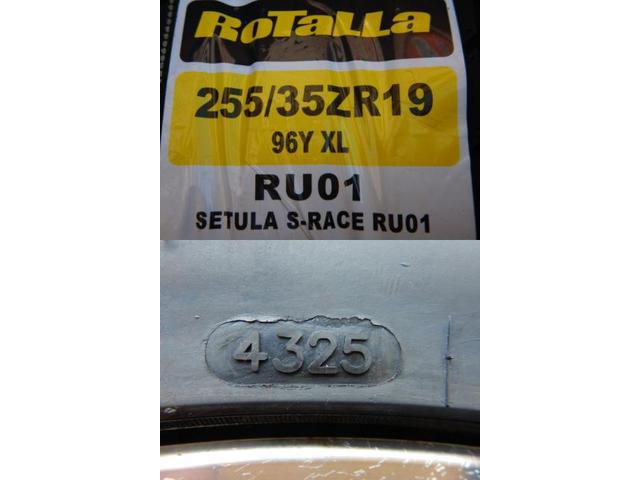 RoTaLLa
255/35ZR19
96Y XL
RU01
SETULA S-RACE RU01
4325